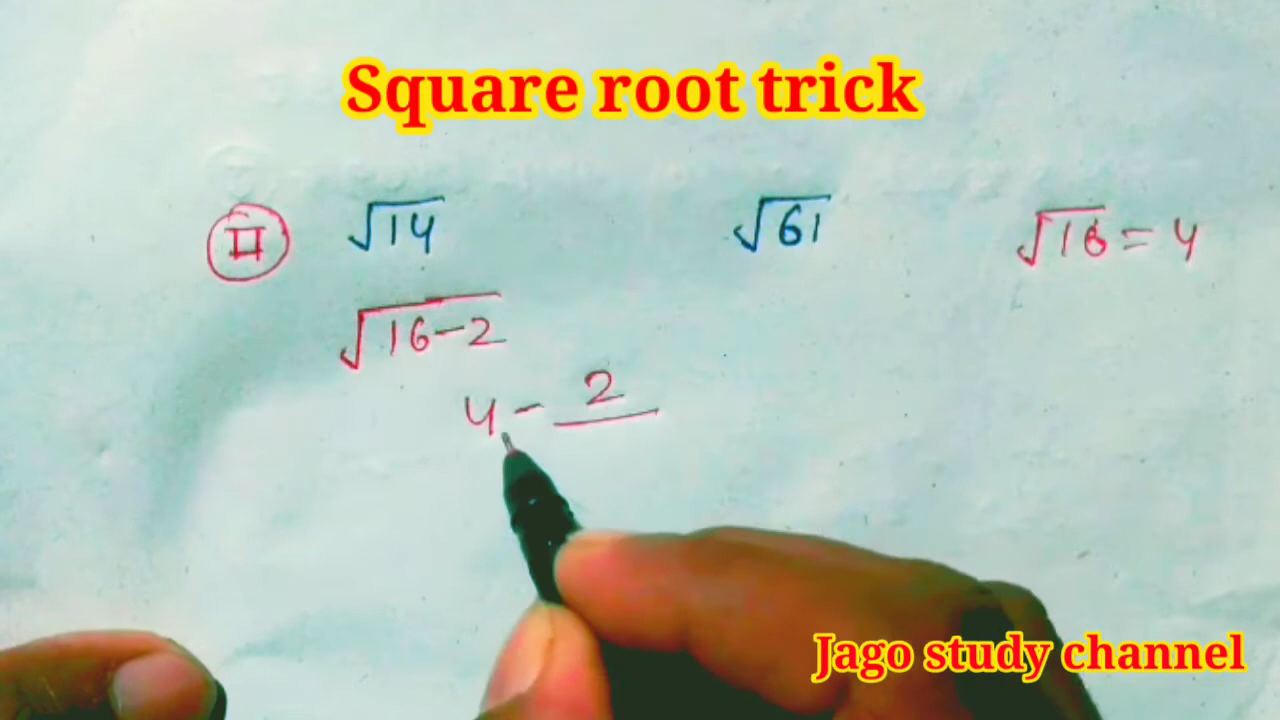 Square root trick
II √14 √61 √16 = 4
√16-2
4 - 2
Jago study channel